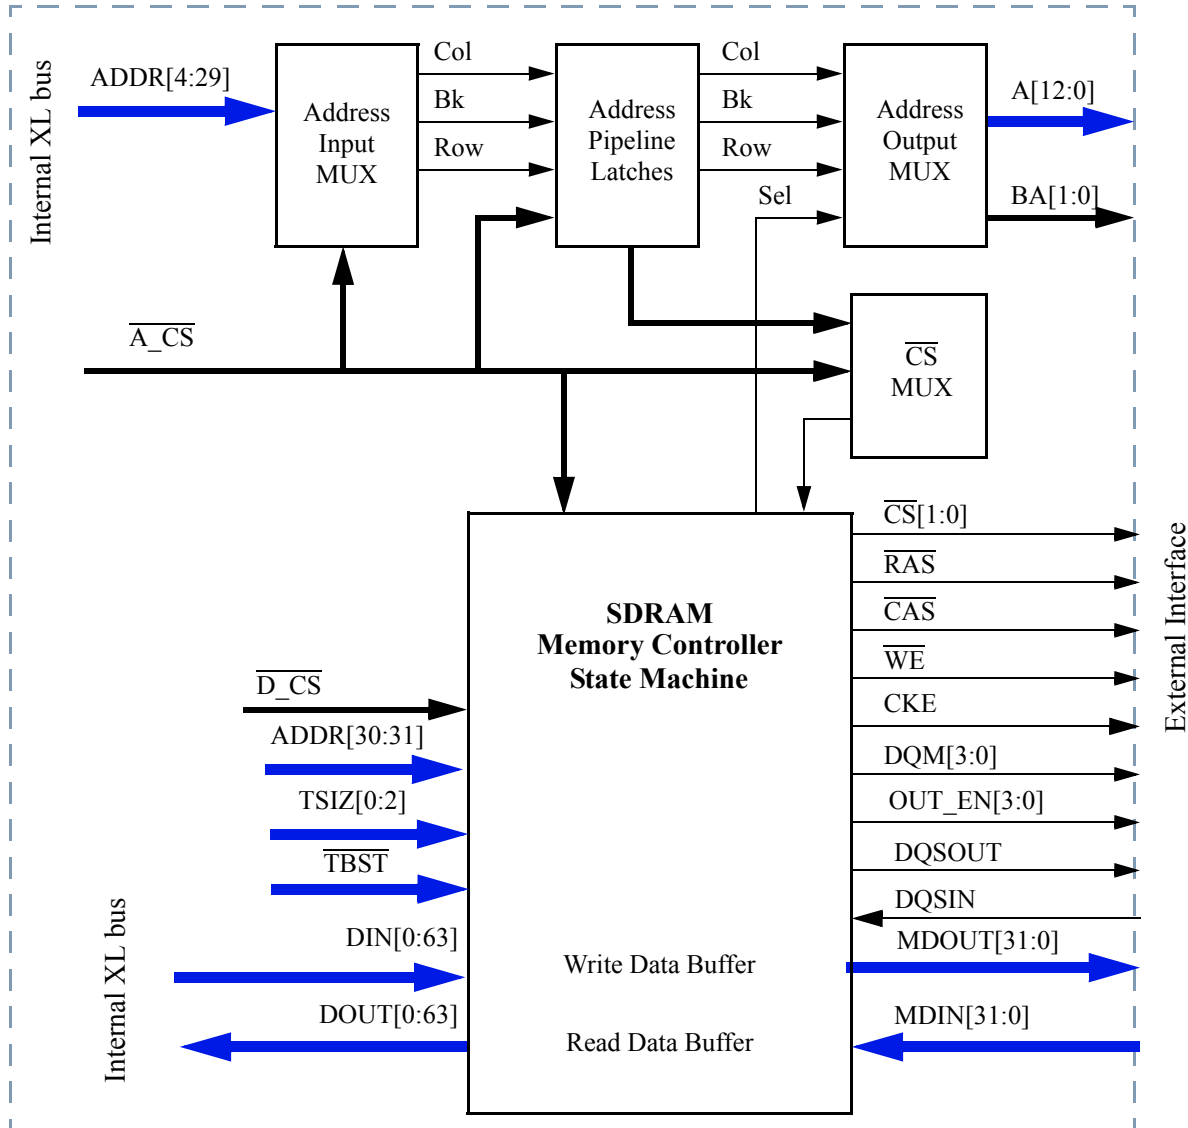 Internal XL bus
ADDR[4:29]
Address
Input
MUX
Col
Bk
Row
Address
Pipeline
Latches
Col
Bk
Row
Sel
Address
Output
MUX
A[12:0]
BA[1:0]
A_CS
CS
MUX
SDRAM
Memory Controller
State Machine
CS[1:0]
RAS
CAS
WE
CKE
DQM[3:0]
OUT_EN[3:0]
DQSOUT
DQSIN
MDOUT[31:0]
MDIN[31:0]
External Interface
D_CS
ADDR[30:31]
TSIZ[0:2]
TBST
DIN[0:63]
DOUT[0:63]
Internal XL bus
Write Data Buffer
Read Data Buffer